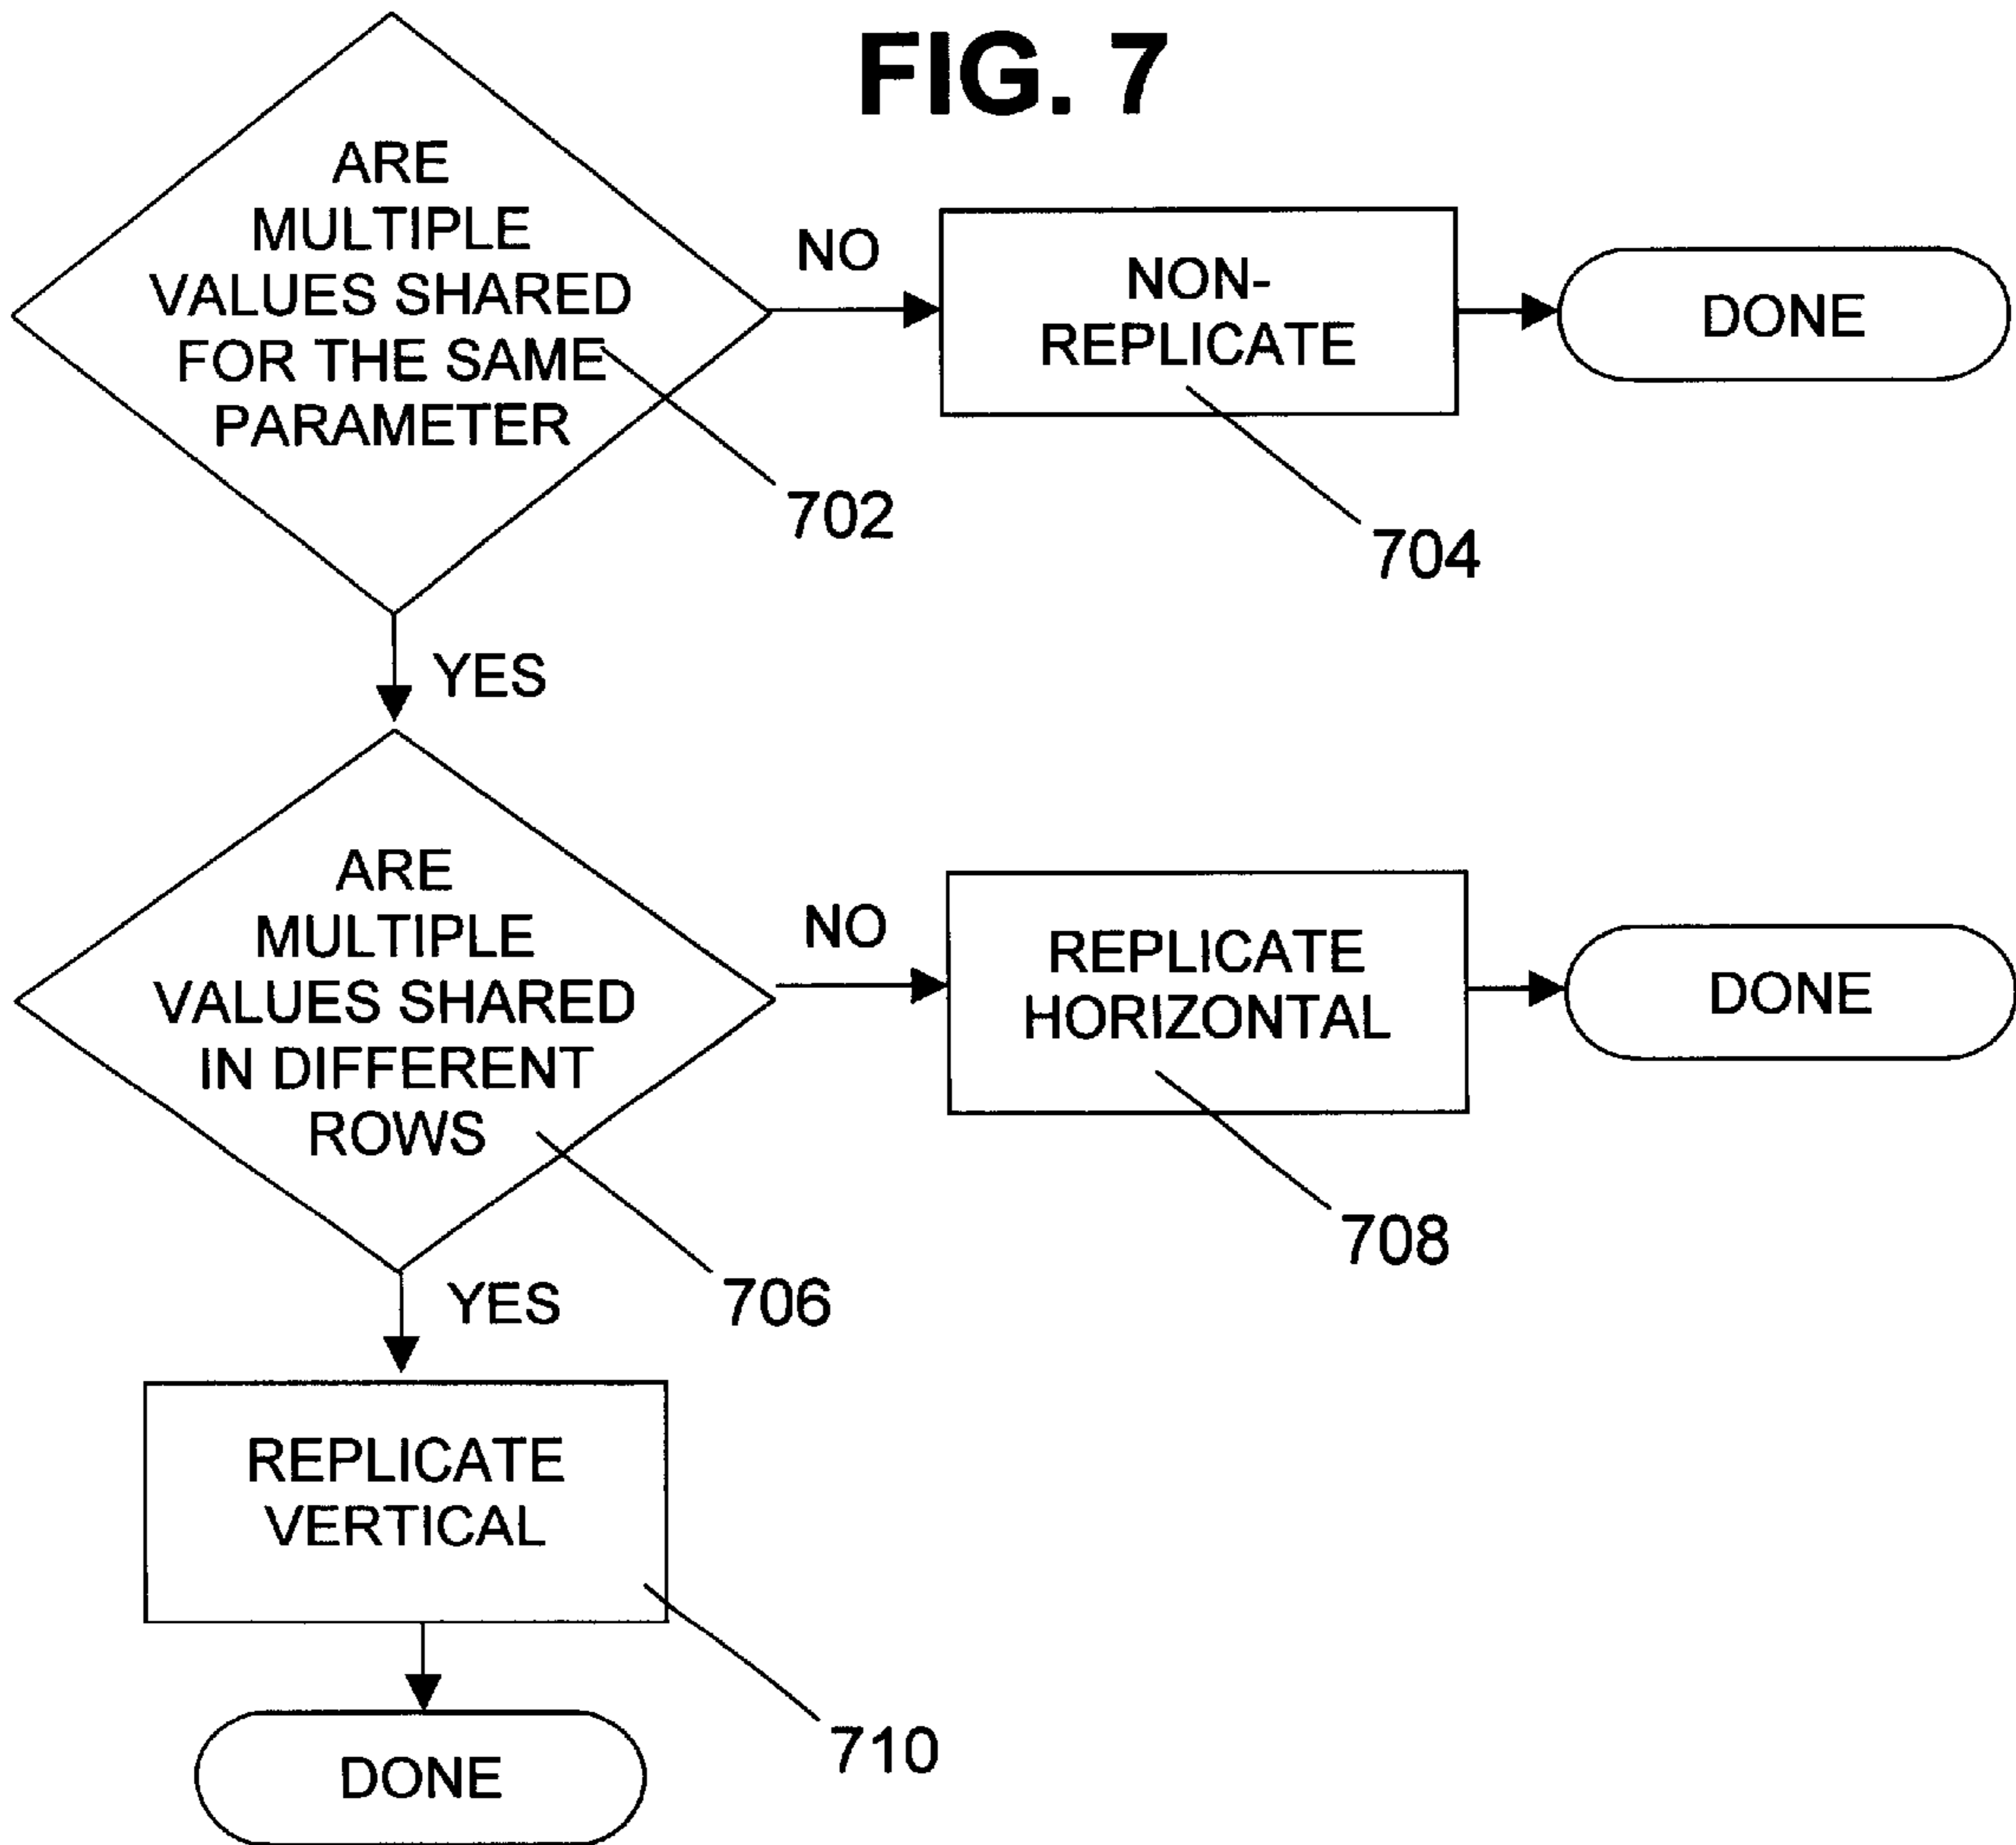 FIG. 7
ARE
MULTIPLE
VALUES SHARED
FOR THE SAME
PARAMETER
702
NO
NON-
REPLICATE
704
DONE
YES
ARE
MULTIPLE
VALUES SHARED
IN DIFFERENT
ROWS
706
NO
REPLICATE
HORIZONTAL
708
DONE
YES
REPLICATE
VERTICAL
710
DONE